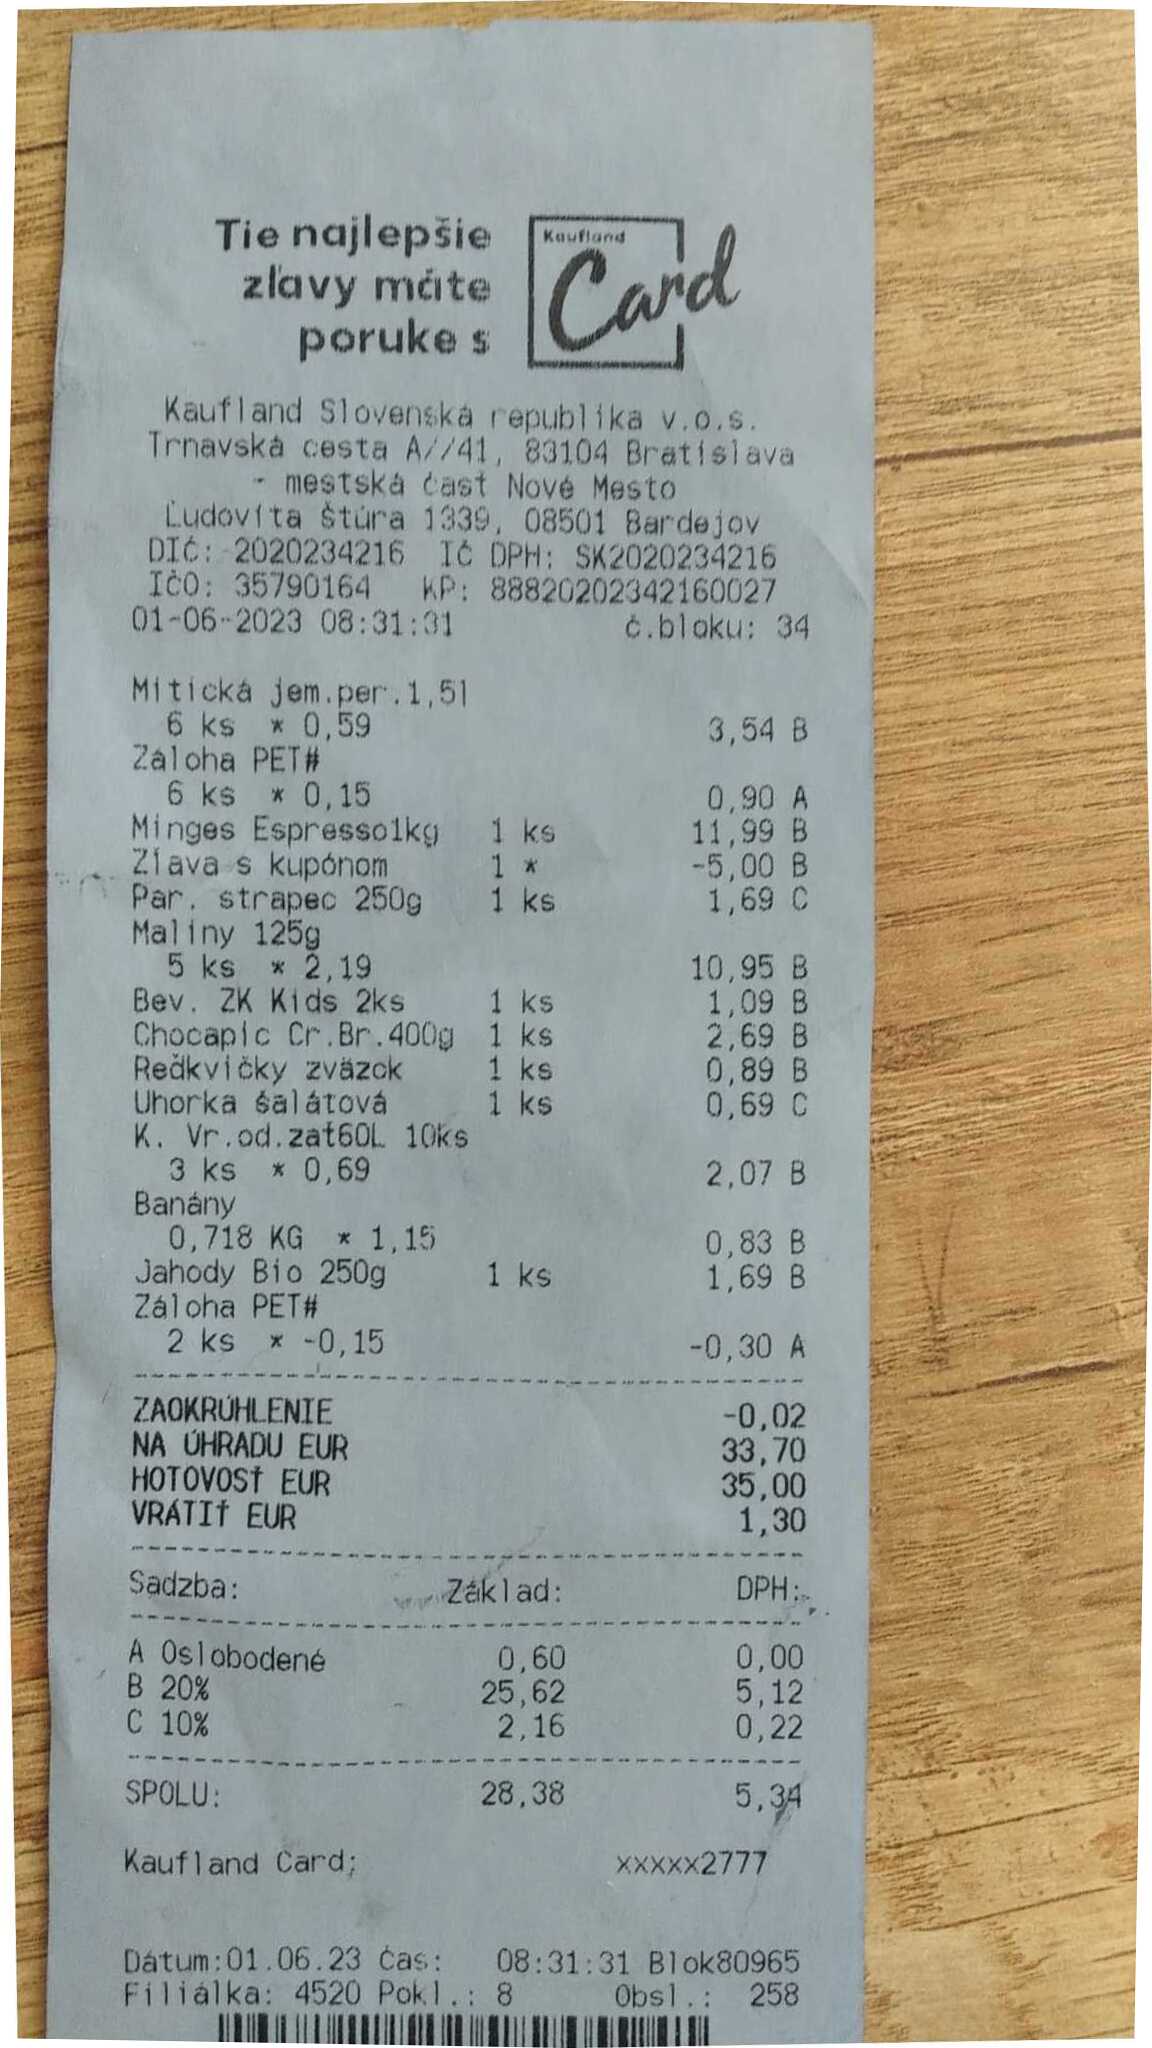 Tie najlepšie
zľavy máte
poruke s
Kaufland
Card
Kaufland Slovenská republika v.o.s.
Trnavská cesta A//41, 83104 Bratislava
- mestská časť Nové Mesto
Ľudovíta Štúra 1339, 08501 Bardejov
DIČ: 2020234216 IČ DPH: SK2020234216
IČO: 35790164 KP: 88820202342160027
01-06-2023 08:31:31 č.bloku: 34
Mitická jem.per.1,5l
6 ks * 0,59 3,54 B
Záloha PET#
6 ks * 0,15 0,90 A
Minges Espresso1kg 1 ks 11,99 B
Zľava s kupónom 1 * -5,00 B
Par. strapec 250g 1 ks 1,69 C
Maliny 125g
5 ks * 2,19 10,95 B
Bev. ZK Kids 2ks 1 ks 1,09 B
Chocapic Cr.Br.400g 1 ks 2,69 B
Reďkvičky zväzok 1 ks 0,89 B
Uhorka šalátová 1 ks 0,69 C
K. Vr.od.zať60L 10ks
3 ks * 0,69 2,07 B
Banány
0,718 KG * 1,15 0,83 B
Jahody Bio 250g 1 ks 1,69 B
Záloha PET#
2 ks * -0,15 -0,30 A
ZAOKRÚHLENIE -0,02
NA ÚHRADU EUR 33,70
HOTOVOSŤ EUR 35,00
VRÁTIŤ EUR 1,30
Sadzba: Základ: DPH:
A Oslobodené 0,60 0,00
B 20% 25,62 5,12
C 10% 2,16 0,22
SPOLU: 28,38 5,34
Kaufland Card; xxxxx2777
Dátum:01.06.23 Čas: 08:31:31 Blok80965
Filiálka: 4520 Pokl.: 8 Obsl.: 258